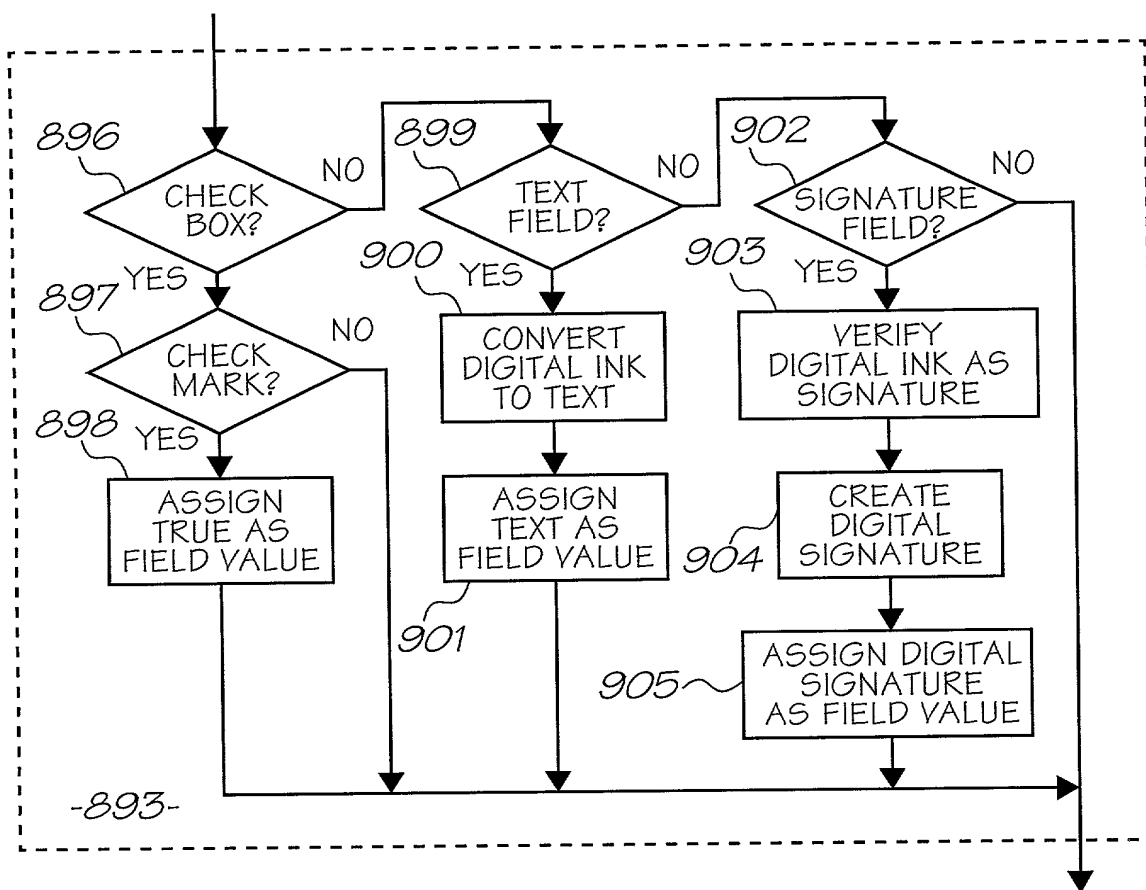 896
CHECK
BOX?
NO
YES
897
CHECK
MARK?
NO
YES
898
ASSIGN
TRUE AS
FIELD VALUE
899
TEXT
FIELD?
NO
YES
900
CONVERT
DIGITAL INK
TO TEXT
ASSIGN
TEXT AS
FIELD VALUE
901
902
SIGNATURE
FIELD?
NO
YES
903
VERIFY
DIGITAL INK AS
SIGNATURE
CREATE
DIGITAL
SIGNATURE
904
ASSIGN DIGITAL
SIGNATURE
AS FIELD VALUE
905
-893-